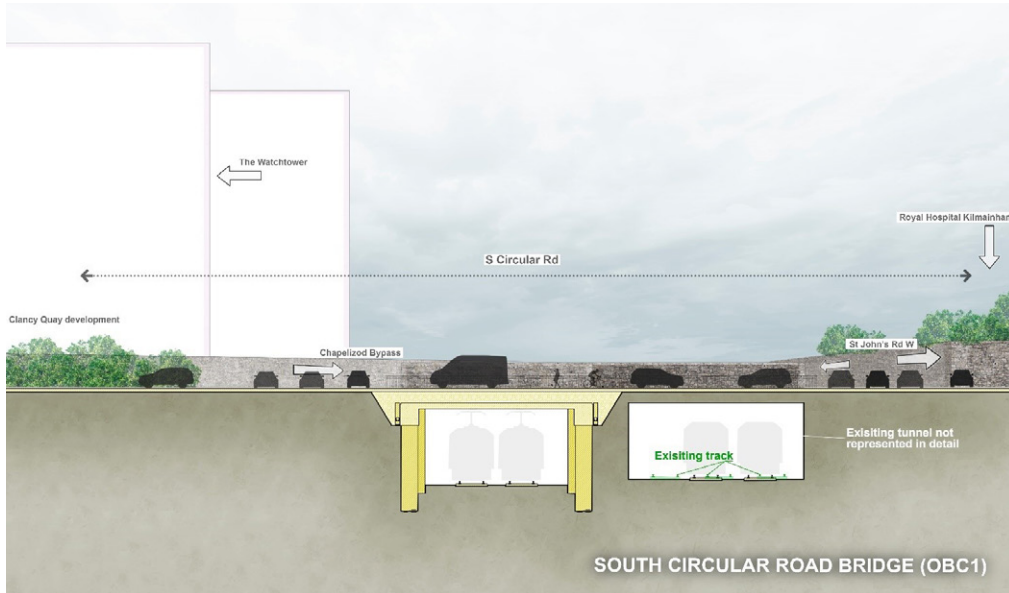 The Watchtower
Royal Hospital Kilmainham
S Circular Rd
Clancy Quay development
Chapelizod Bypass
St John's Rd W
Exisiting tunnel not
represented in detail
Exisiting track
SOUTH CIRCULAR ROAD BRIDGE (OBC1)